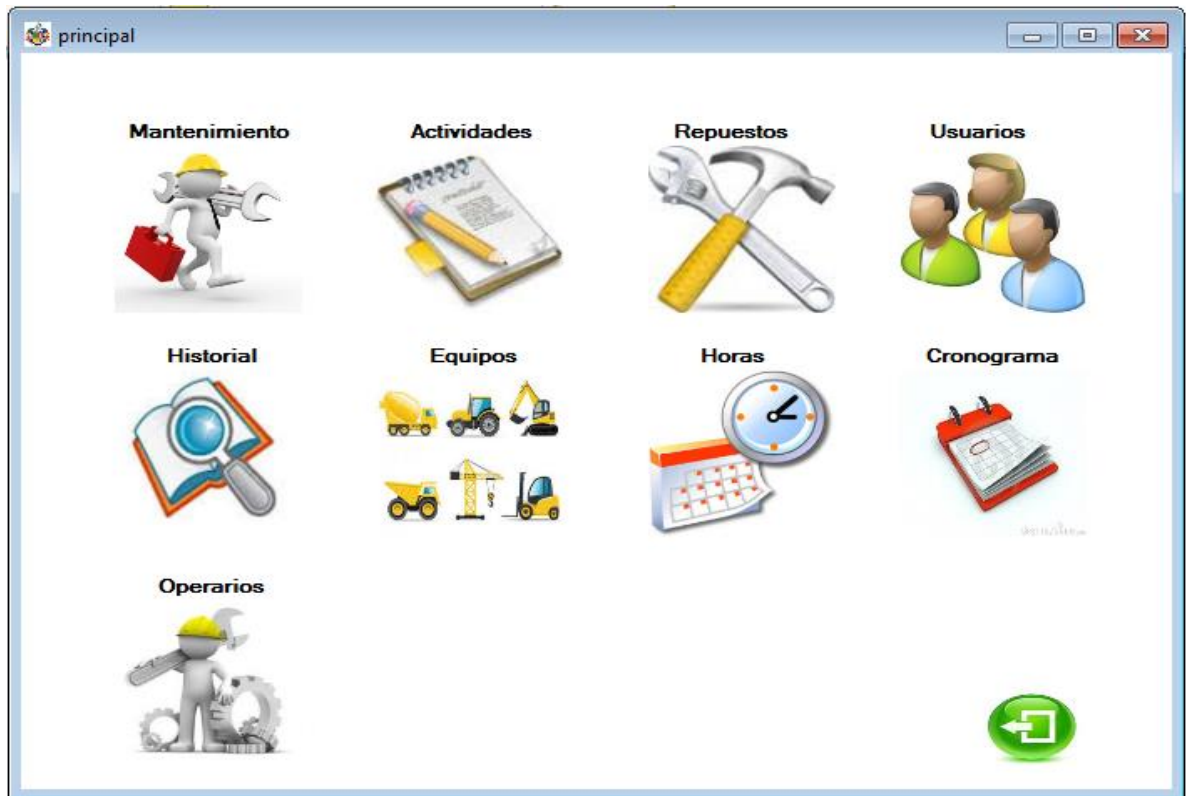 principal
Mantenimiento Actividades Repuestos Usuarios
Historial Equipos Horas Cronograma
Operarios